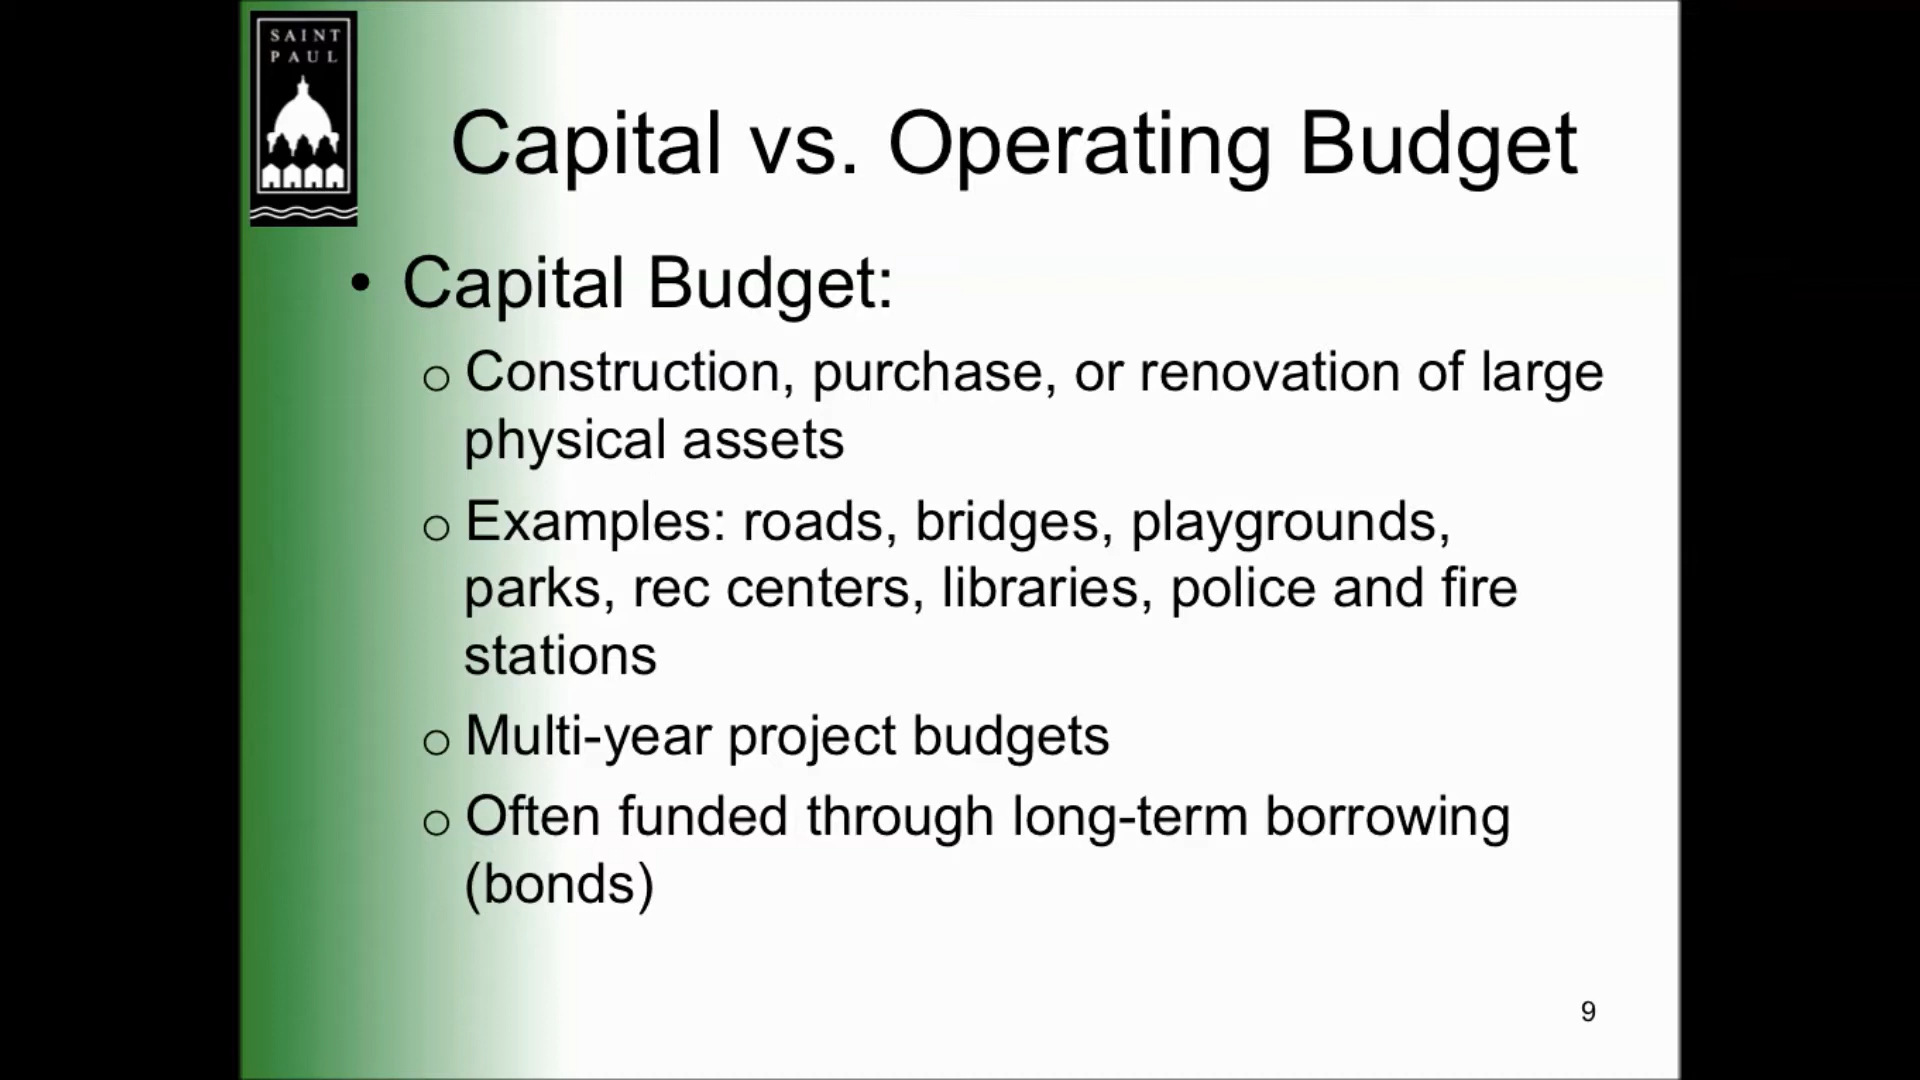 SAINT
PAUL
Capital vs. Operating Budget
• Capital Budget:
o Construction, purchase, or renovation of large
physical assets
o Examples: roads, bridges, playgrounds,
parks, rec centers, libraries, police and fire
stations
o Multi-year project budgets
o Often funded through long-term borrowing
(bonds)
9